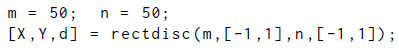 m = 50;  n = 50;
[X,Y,d] = rectdisc(m,[-1,1],n,[-1,1]);